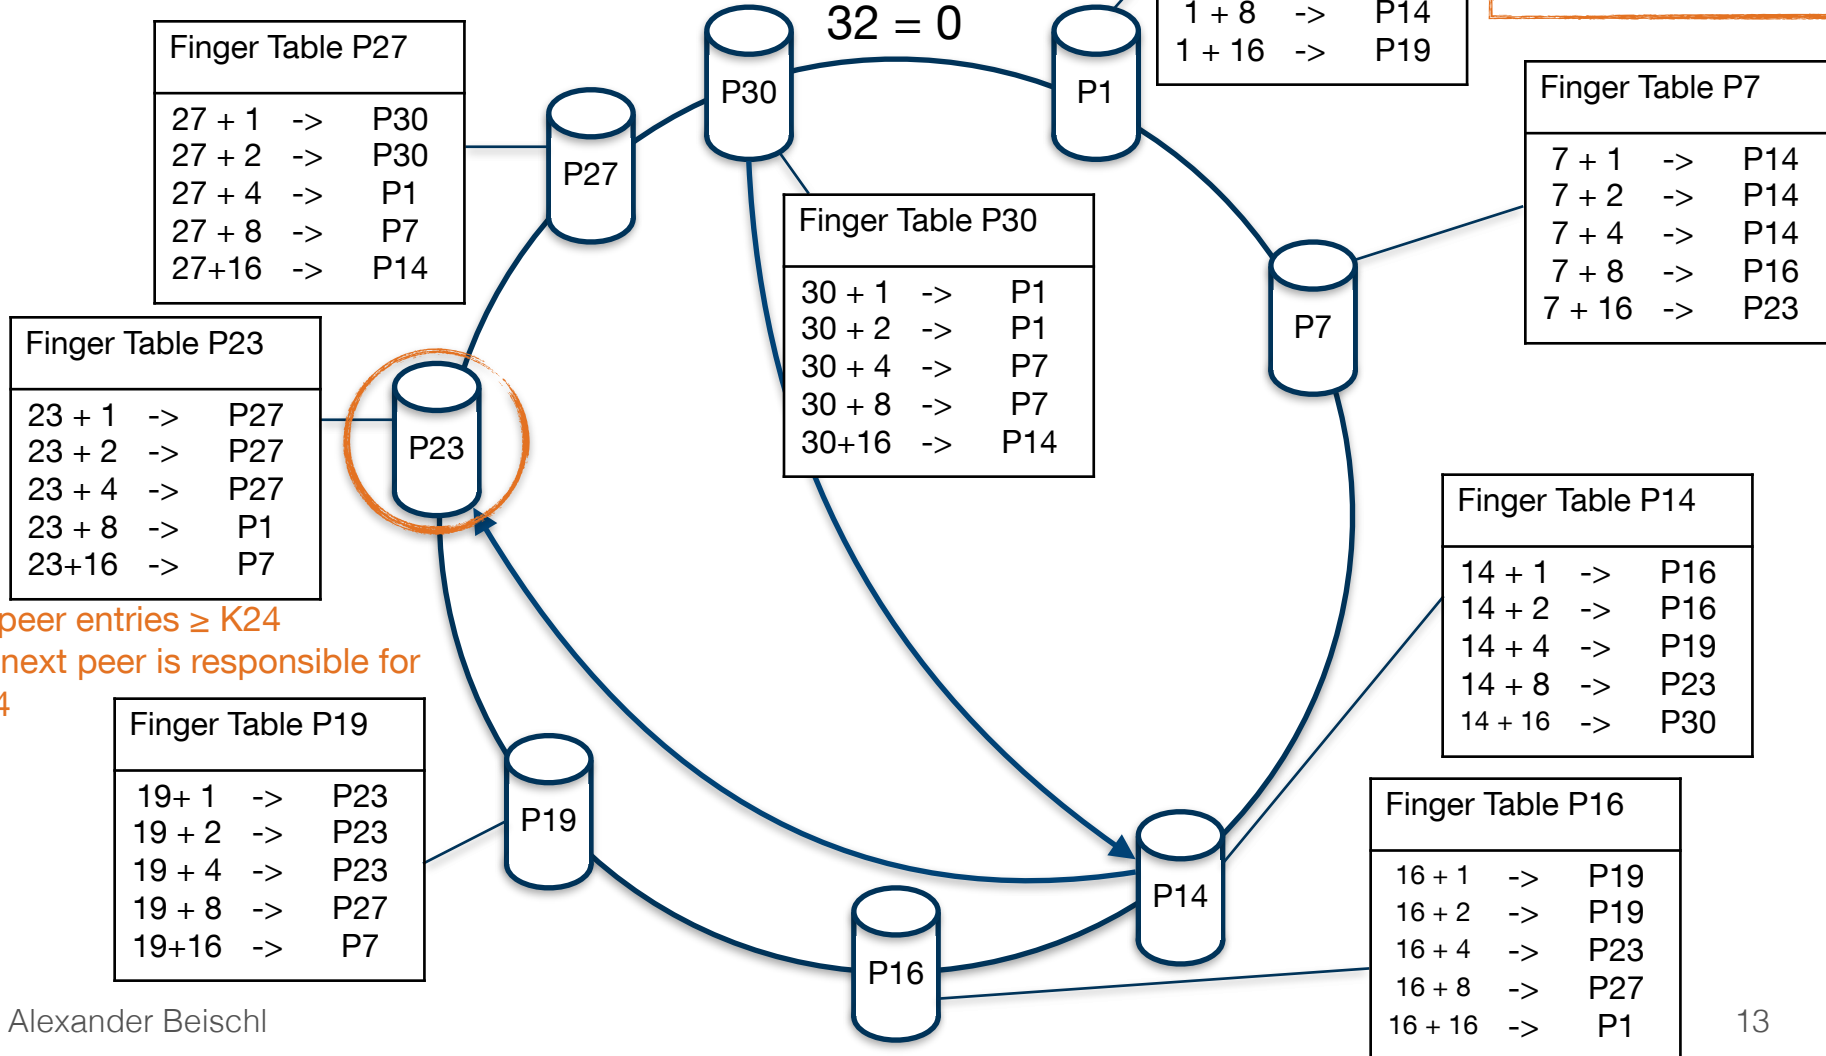 32 = 0
1 + 8 -> P14
1 + 16 -> P19
Finger Table P27
27 + 1 -> P30
27 + 2 -> P30
27 + 4 -> P1
27 + 8 -> P7
27+16 -> P14
P30
P1
P27
Finger Table P7
7 + 1 -> P14
7 + 2 -> P14
7 + 4 -> P14
7 + 8 -> P16
7 + 16 -> P23
Finger Table P30
30 + 1 -> P1
30 + 2 -> P1
30 + 4 -> P7
30 + 8 -> P7
30+16 -> P14
P7
Finger Table P23
23 + 1 -> P27
23 + 2 -> P27
23 + 4 -> P27
23 + 8 -> P1
23+16 -> P7
P23
peer entries ≥ K24
next peer is responsible for
4
Finger Table P14
14 + 1 -> P16
14 + 2 -> P16
14 + 4 -> P19
14 + 8 -> P23
14 + 16 -> P30
Finger Table P19
19+ 1 -> P23
19 + 2 -> P23
19 + 4 -> P23
19 + 8 -> P27
19+16 -> P7
P19
P14
P16
Finger Table P16
16 + 1 -> P19
16 + 2 -> P19
16 + 4 -> P23
16 + 8 -> P27
16 + 16 -> P1
Alexander Beischl
13